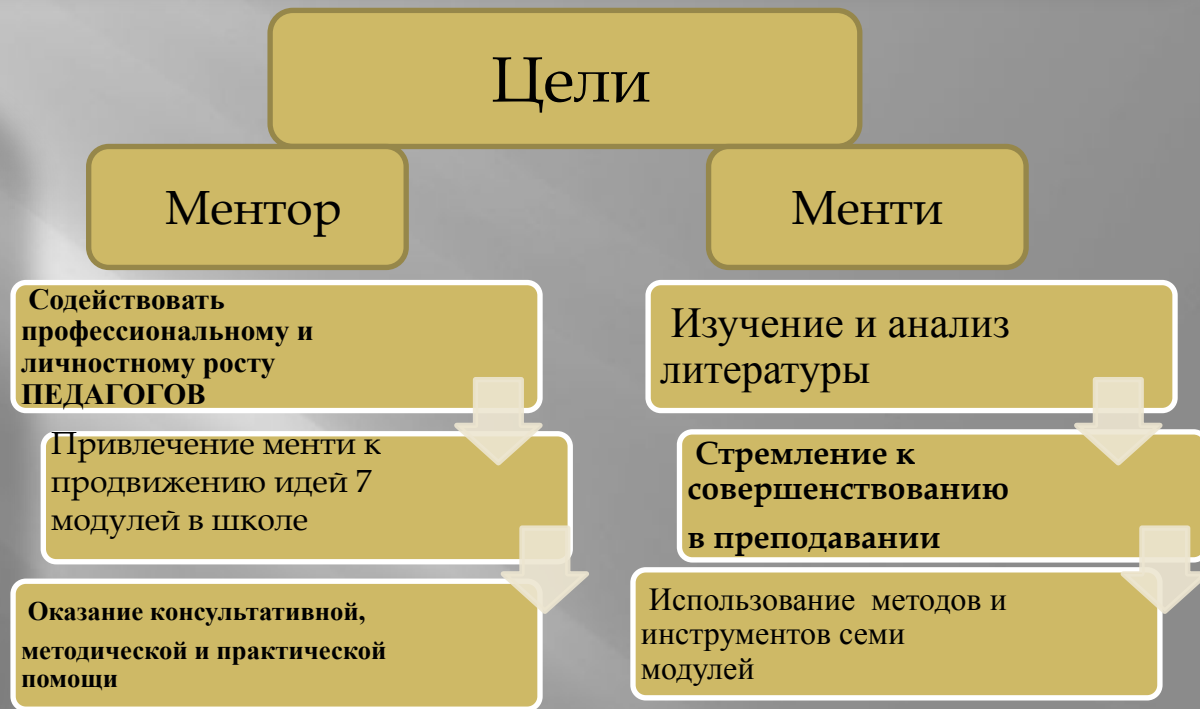 Цели
Ментор
Менти
Содействовать
профессиональному и
личностному росту
ПЕДАГОГОВ
Привлечение менти к
продвижению идей 7
модулей в школе
Оказание консультативной,
методической и практической
помощи
Изучение и анализ
литературы
Стремление к
совершенствованию
в преподавании
Использование методов и
инструментов семи
модулей